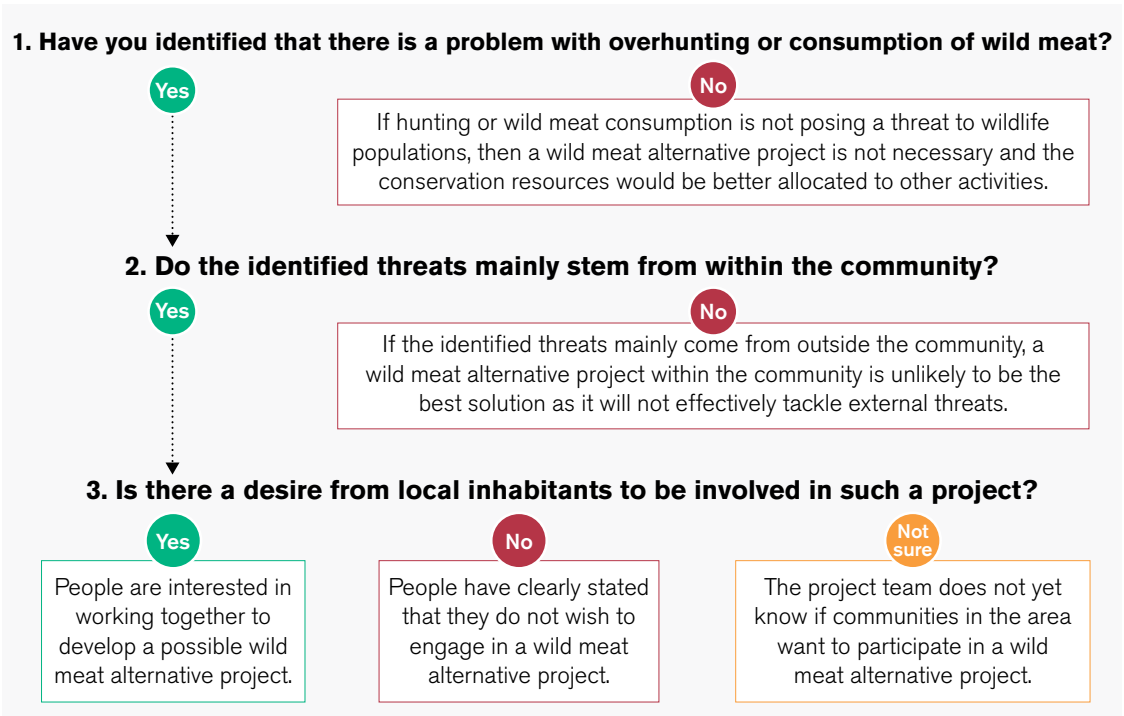 1. Have you identified that there is a problem with overhunting or consumption of wild meat?
Yes
No
If hunting or wild meat consumption is not posing a threat to wildlife
populations, then a wild meat alternative project is not necessary and the
conservation resources would be better allocated to other activities.
2. Do the identified threats mainly stem from within the community?
Yes
No
If the identified threats mainly come from outside the community, a
wild meat alternative project within the community is unlikely to be the
best solution as it will not effectively tackle external threats.
3. Is there a desire from local inhabitants to be involved in such a project?
Yes
People are interested in
working together to
develop a possible wild
meat alternative project.
No
People have clearly stated
that they do not wish to
engage in a wild meat
alternative project.
Not
sure
The project team does not yet
know if communities in the area
want to participate in a wild
meat alternative project.